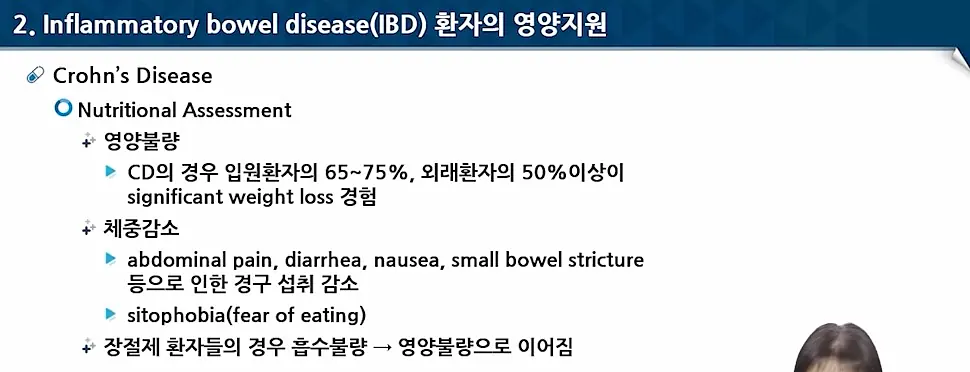 2. Inflammatory bowel disease(IBD) 환자의 영양지원
Crohn's Disease
Nutritional Assessment
영양불량
CD의 경우 입원환자의 65~75%, 외래환자의 50%이상이
significant weight loss 경험
체중감소
abdominal pain, diarrhea, nausea, small bowel stricture
등으로 인한 경구 섭취 감소
sitophobia(fear of eating)
장절제 환자들의 경우 흡수불량 → 영양불량으로 이어짐